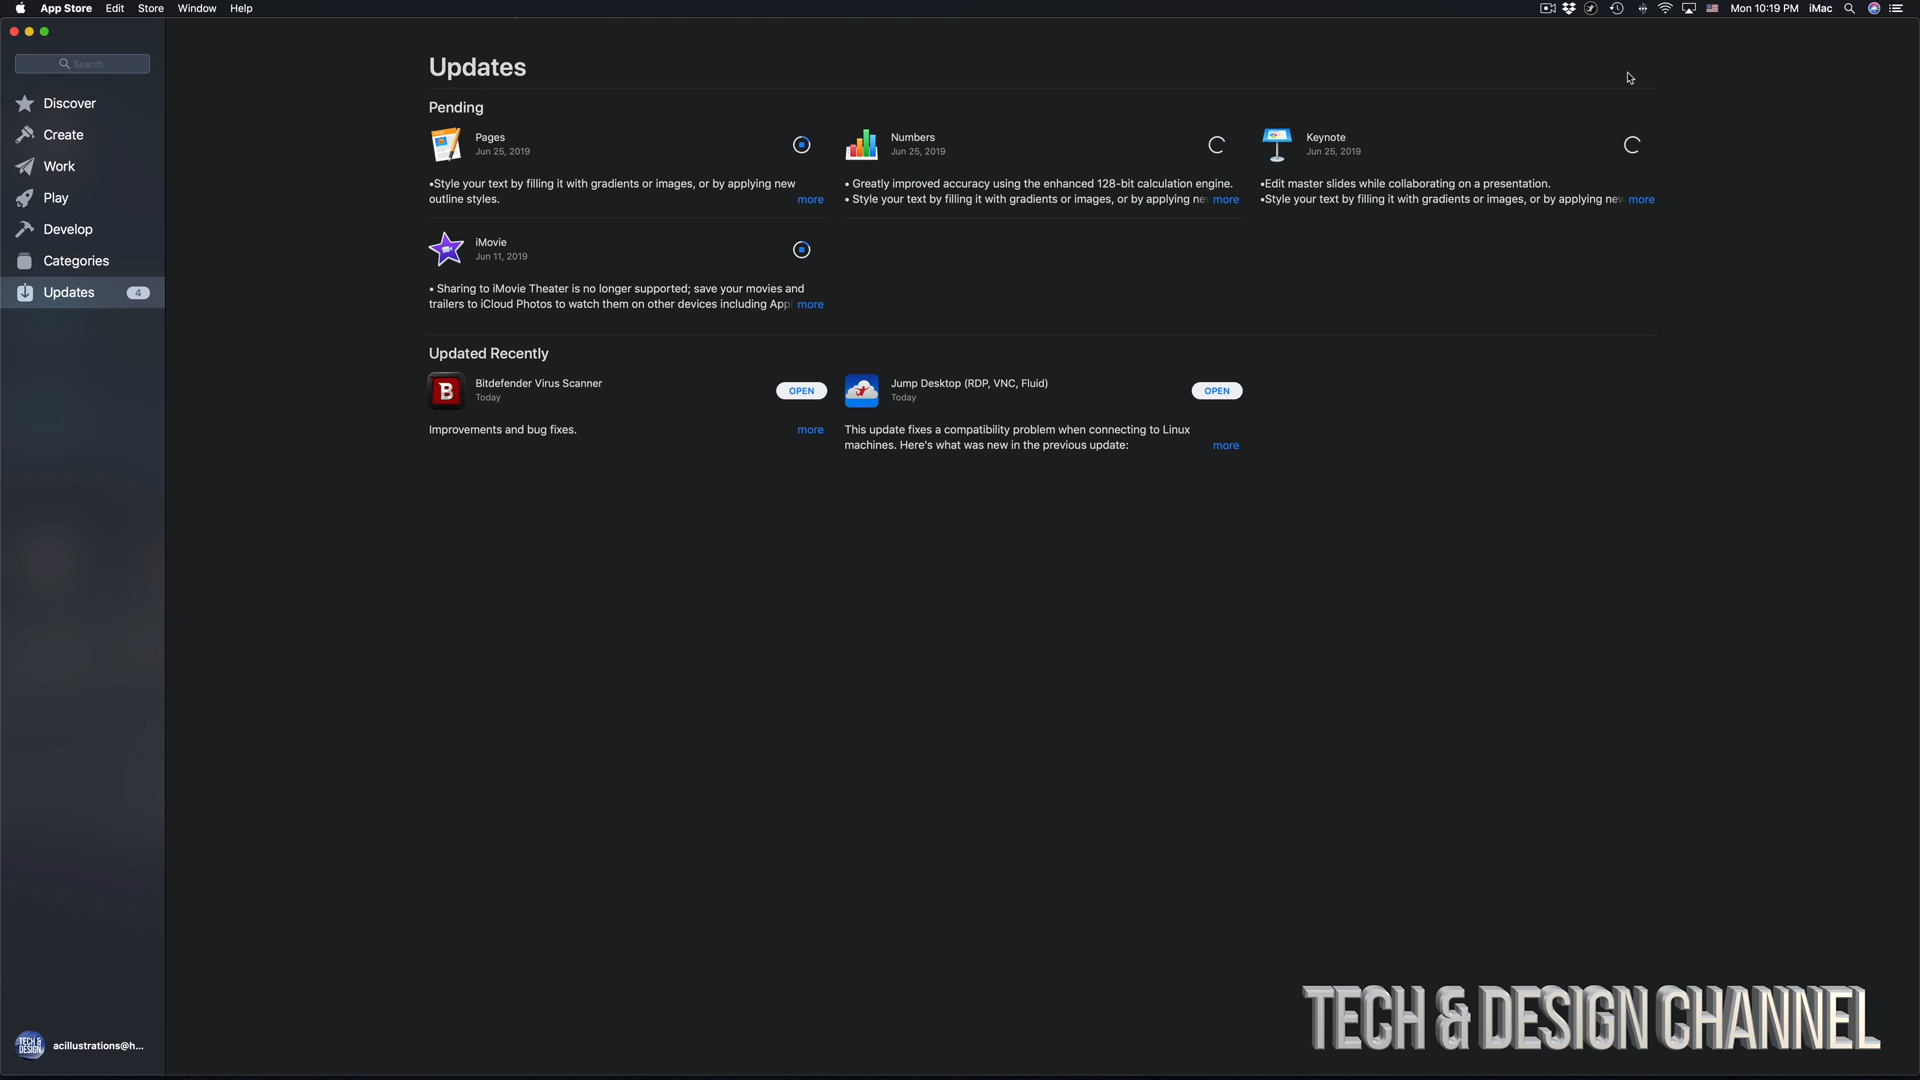 App Store Edit Store Window Help
Mon 10:19 PM iMac
Search
Discover
Create
Work
Play
Develop
Categories
Updates 4
Updates
Pending
Pages
Jun 25, 2019
•Style your text by filling it with gradients or images, or by applying new
outline styles. more
Numbers
Jun 25, 2019
• Greatly improved accuracy using the enhanced 128-bit calculation engine.
• Style your text by filling it with gradients or images, or by applying ne more
Keynote
Jun 25, 2019
•Edit master slides while collaborating on a presentation.
•Style your text by filling it with gradients or images, or by applying new more
iMovie
Jun 11, 2019
• Sharing to iMovie Theater is no longer supported; save your movies and
trailers to iCloud Photos to watch them on other devices including App more
Updated Recently
Bitdefender Virus Scanner
Today
OPEN
Improvements and bug fixes. more
Jump Desktop (RDP, VNC, Fluid)
Today
OPEN
This update fixes a compatibility problem when connecting to Linux
machines. Here's what was new in the previous update: more
TECH & DESIGN
acillustrations@h...
TECH & DESIGN CHANNEL